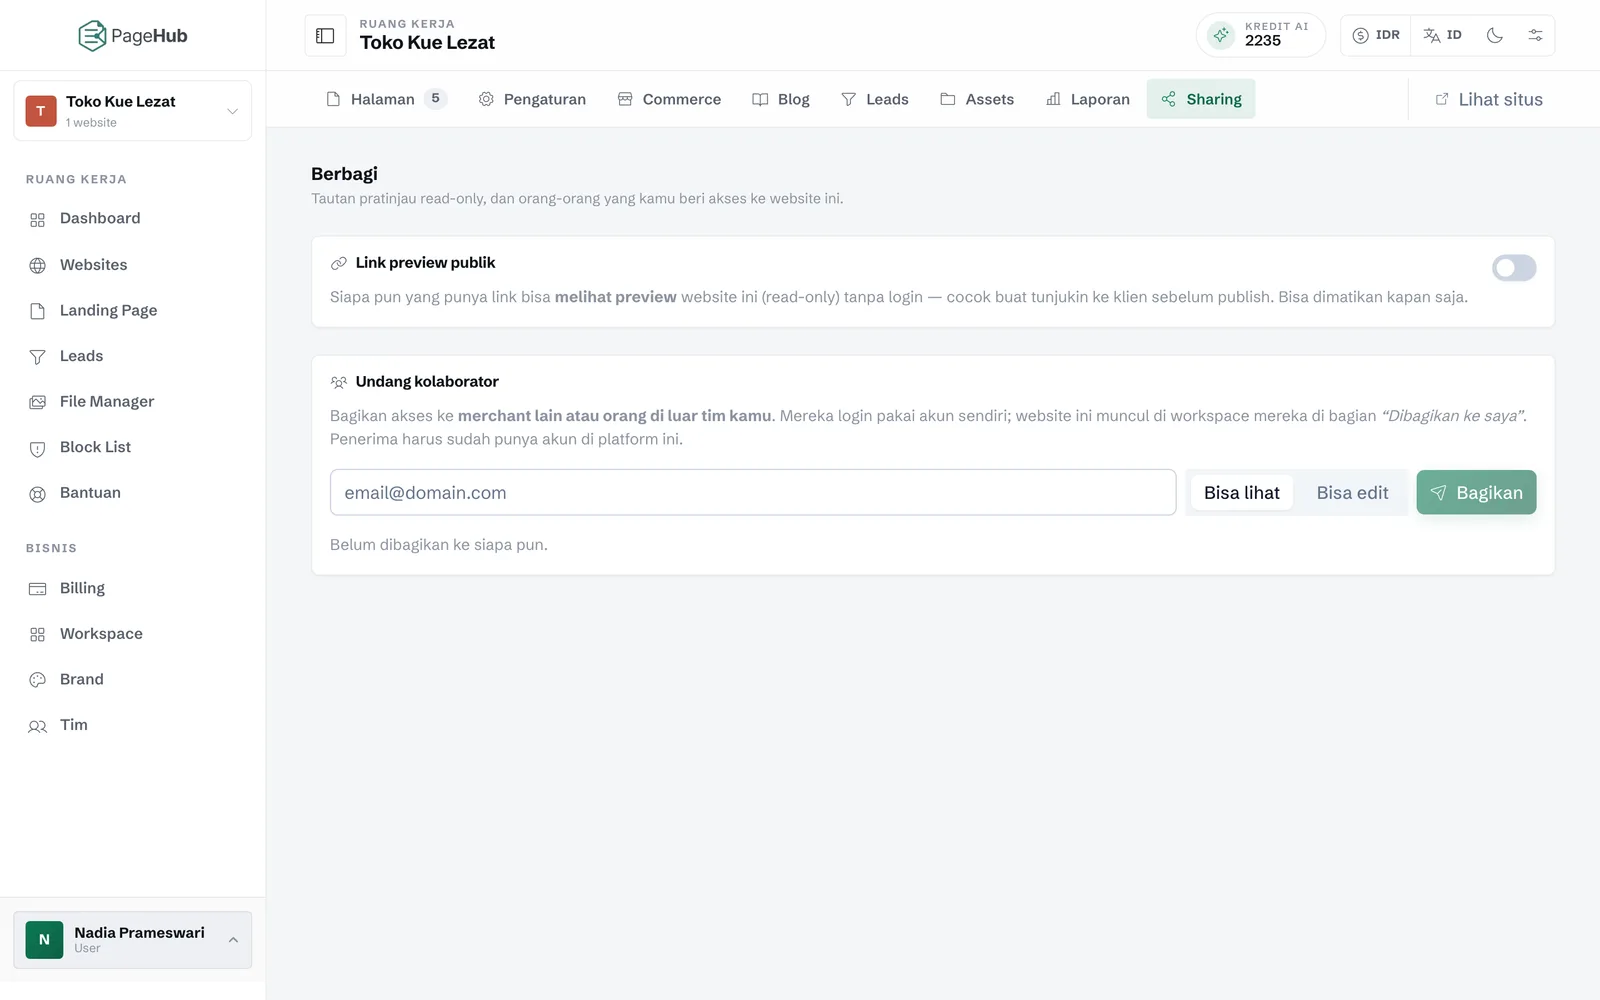 PageHub
RUANG KERJA
Toko Kue Lezat
KREDIT AI
2235
IDR
ID
T
Toko Kue Lezat
1 website
Halaman 5
Pengaturan
Commerce
Blog
Leads
Assets
Laporan
Sharing
Lihat situs
RUANG KERJA
Dashboard
Websites
Landing Page
Leads
File Manager
Block List
Bantuan
BISNIS
Billing
Workspace
Brand
Tim
N
Nadia Prameswari
User
Berbagi
Tautan pratinjau read-only, dan orang-orang yang kamu beri akses ke website ini.
Link preview publik
Siapa pun yang punya link bisa melihat preview website ini (read-only) tanpa login — cocok buat tunjukin ke klien sebelum publish. Bisa dimatikan kapan saja.
Undang kolaborator
Bagikan akses ke merchant lain atau orang di luar tim kamu. Mereka login pakai akun sendiri; website ini muncul di workspace mereka di bagian “Dibagikan ke saya”.
Penerima harus sudah punya akun di platform ini.
email@domain.com
Bisa lihat
Bisa edit
Bagikan
Belum dibagikan ke siapa pun.